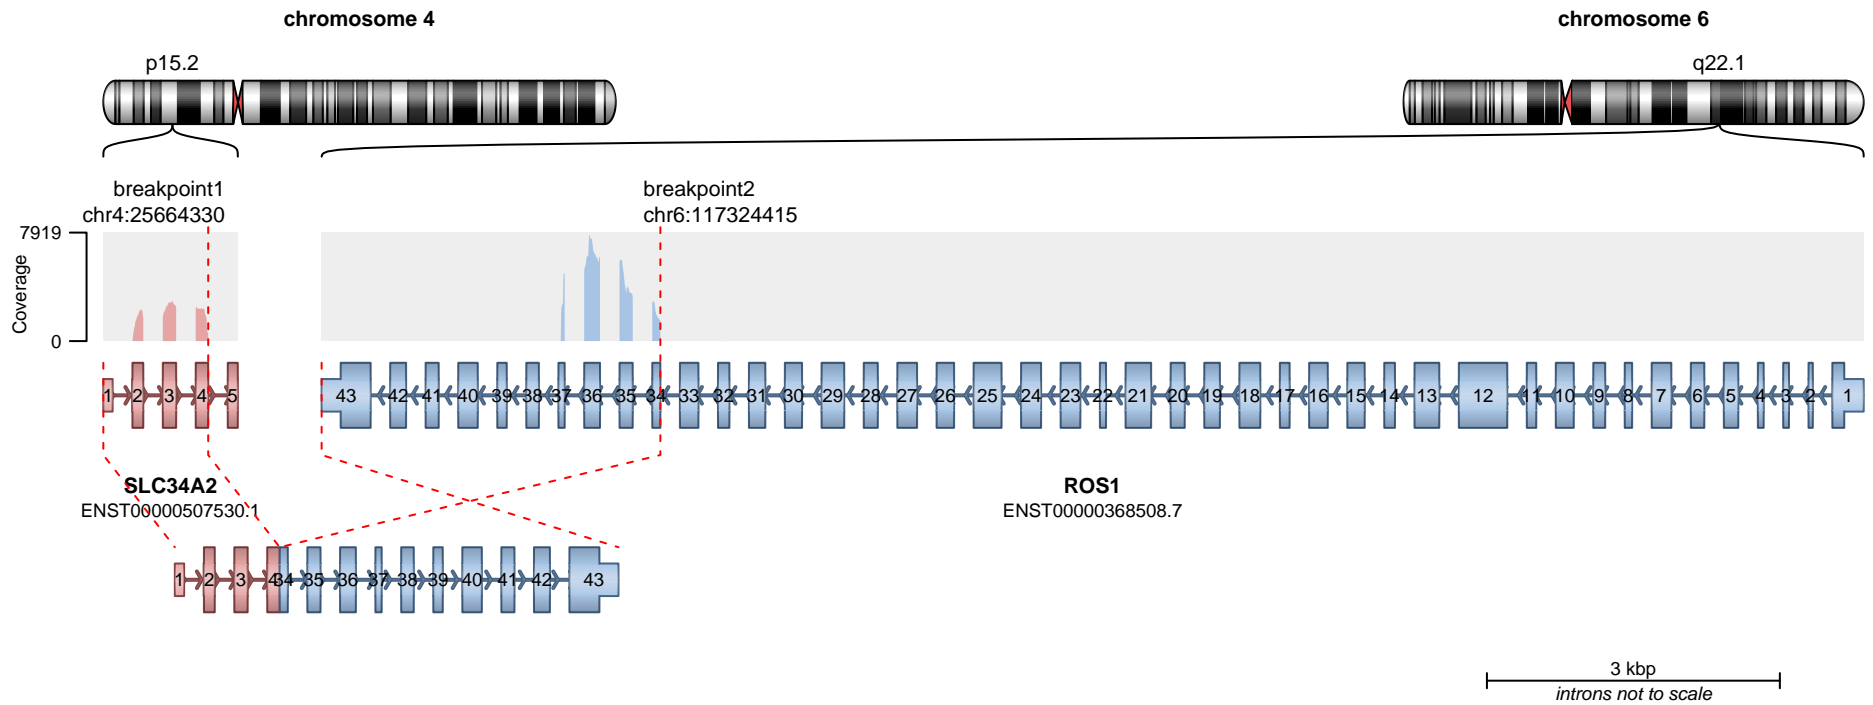 chromosome 4
chromosome 6
p15.2
q22.1
breakpoint1
chr4:25664330
breakpoint2
chr6:117324415
7919
Coverage
0
1 2 3 4 5
43 42 41 40 39 38 37 36 35 34 33 32 31 30 29 28 27 26 25 24 23 22 21 20 19 18 17 16 15 14 13 12 11 10 9 8 7 6 5 4 3 2 1
SLC34A2
ENST00000507530.1
ROS1
ENST00000368508.7
1 2 3 4 34 35 36 37 38 39 40 41 42 43
3 kbp
introns not to scale